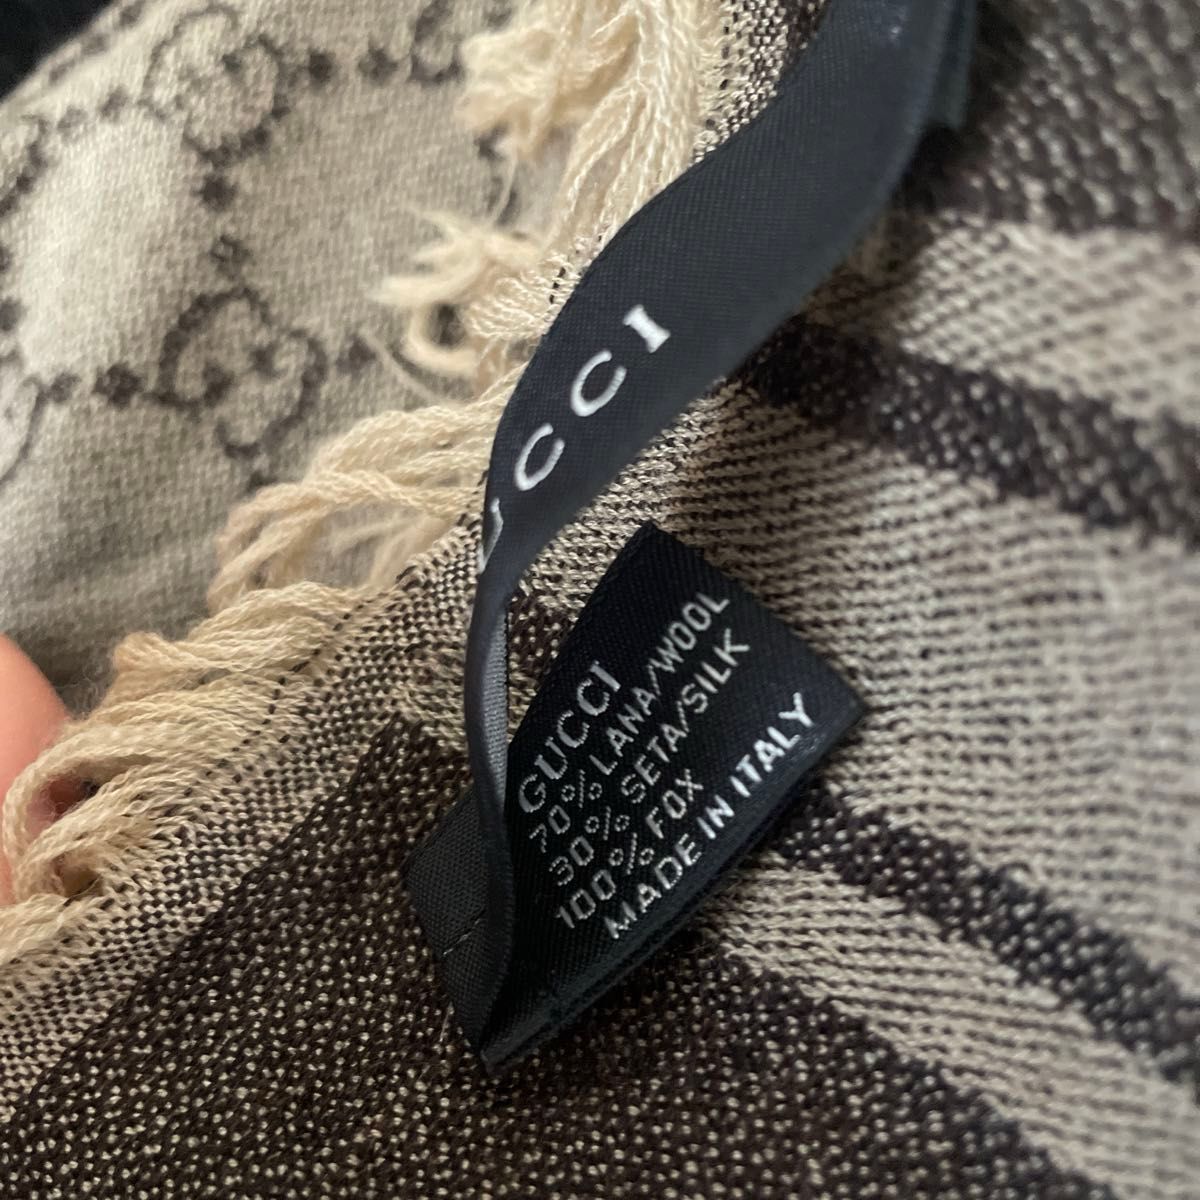 UCCI
GUCCI
70% LANA/WOOL
30% SETA/SILK
100% FOX
MADE IN ITALY